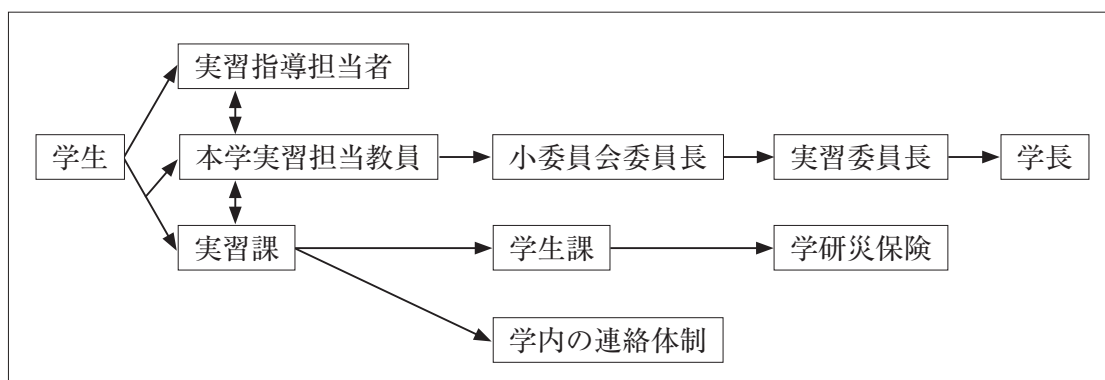 実習指導担当者
学生
本学実習担当教員
小委員会委員長
実習委員長
学長
実習課
学生課
学研災保険
学内の連絡体制